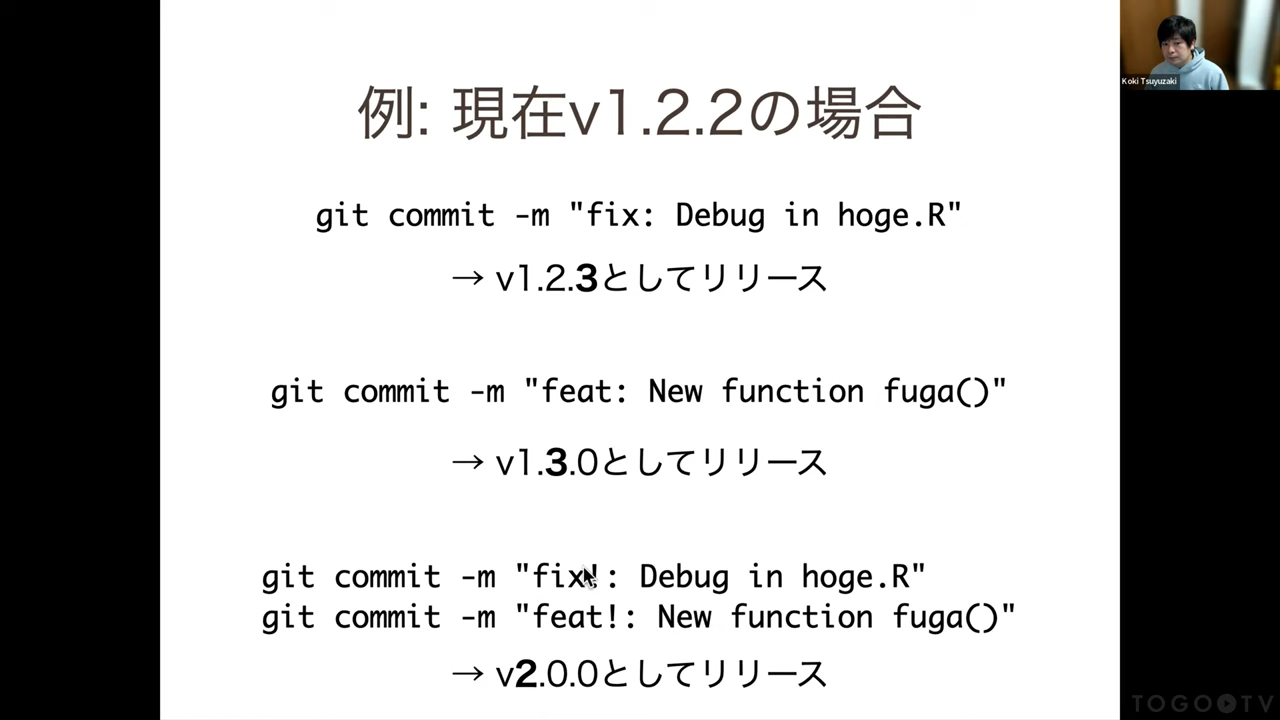 例: 現在v1.2.2の場合
Koki Tsuyuzaki
git commit -m "fix: Debug in hoge.R"
→ v1.2.3としてリリース
git commit -m "feat: New function fuga()"
→ v1.3.0としてリリース
git commit -m "fix!: Debug in hoge.R"
git commit -m "feat!: New function fuga()"
→ v2.0.0としてリリース
TOGO TV